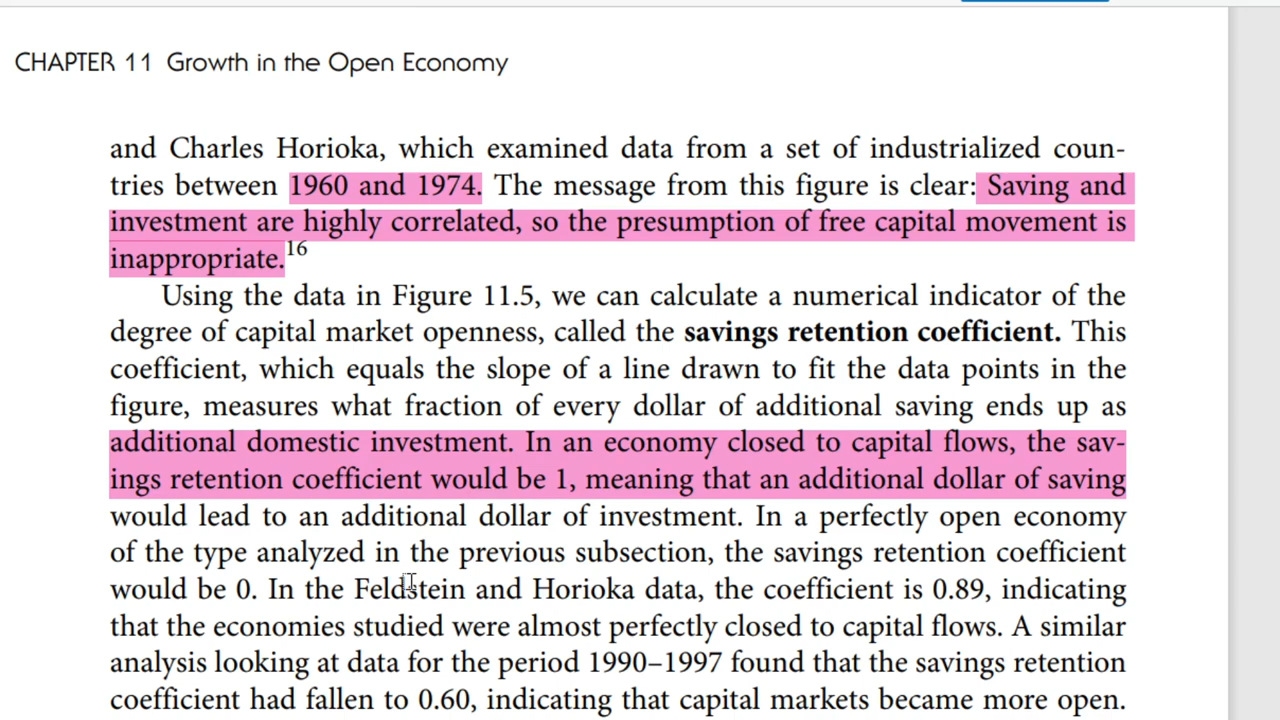 CHAPTER 11 Growth in the Open Economy
and Charles Horioka, which examined data from a set of industrialized coun-
tries between 1960 and 1974. The message from this figure is clear: Saving and
investment are highly correlated, so the presumption of free capital movement is
inappropriate.16
Using the data in Figure 11.5, we can calculate a numerical indicator of the
degree of capital market openness, called the savings retention coefficient. This
coefficient, which equals the slope of a line drawn to fit the data points in the
figure, measures what fraction of every dollar of additional saving ends up as
additional domestic investment. In an economy closed to capital flows, the sav-
ings retention coefficient would be 1, meaning that an additional dollar of saving
would lead to an additional dollar of investment. In a perfectly open economy
of the type analyzed in the previous subsection, the savings retention coefficient
would be 0. In the Feldstein and Horioka data, the coefficient is 0.89, indicating
that the economies studied were almost perfectly closed to capital flows. A similar
analysis looking at data for the period 1990–1997 found that the savings retention
coefficient had fallen to 0.60, indicating that capital markets became more open.